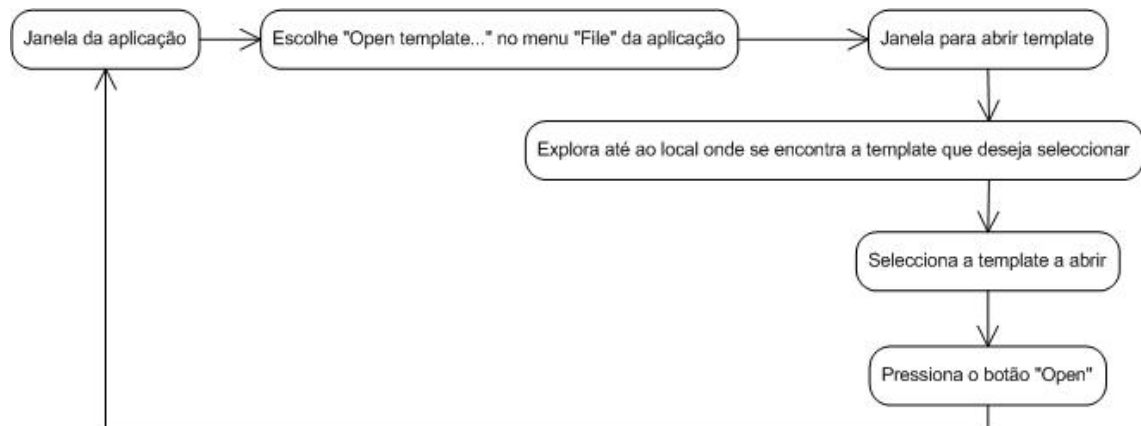 Janela da aplicação
Escolhe "Open template..." no menu "File" da aplicação
Janela para abrir template
Explora até ao local onde se encontra a template que deseja seleccionar
Selecciona a template a abrir
Pressiona o botão "Open"